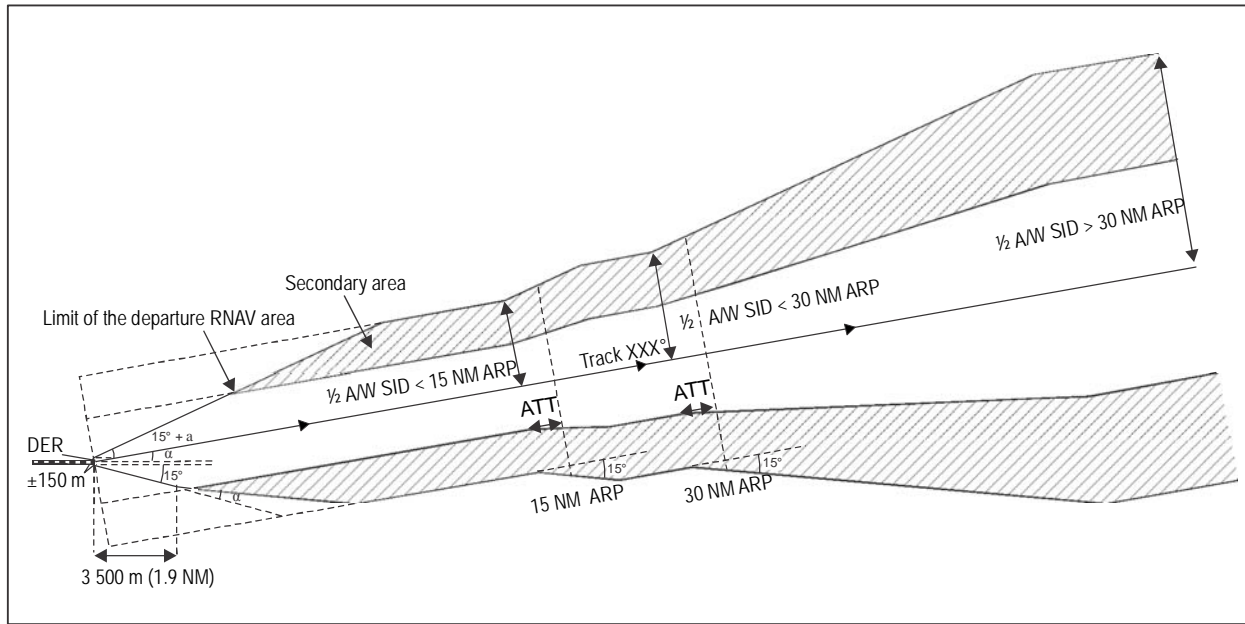 ½ A/W SID > 30 NM ARP
Secondary area
Limit of the departure RNAV area
½ A/W SID < 30 NM ARP
Track XXX°
½ A/W SID < 15 NM ARP
ATT
ATT
DER
15° + a
α
15°
±150 m
α
15°
15°
15 NM ARP
30 NM ARP
3 500 m (1.9 NM)